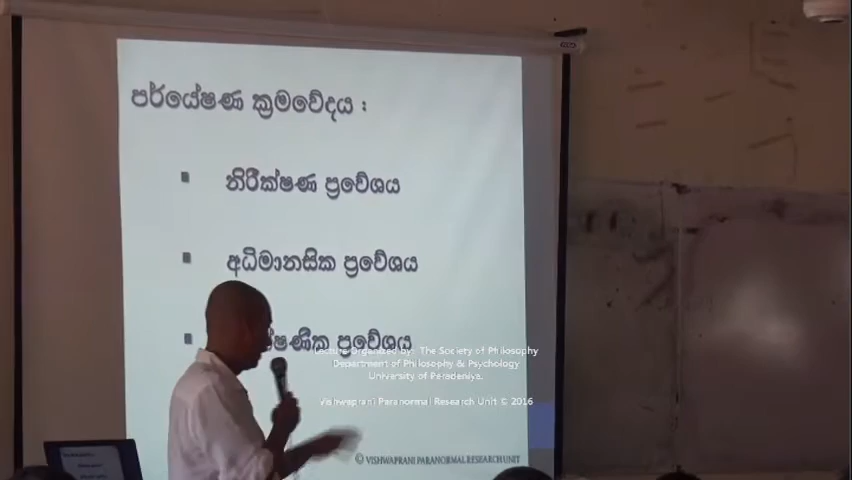 පර්යේෂණ ක්‍රමවේදය :
▪ නිරීක්ෂණ ප්‍රවේශය
▪ අධිමානසික ප්‍රවේශය
▪ ප්‍රවේශය
Lecture Organized by: The Society of Philosophy
Department of Philosophy & Psychology
University of Peradeniya.
Vishwaprani Paranormal Research Unit © 2016
© VISHWAPRANI PARANORMAL RESEARCH UNIT